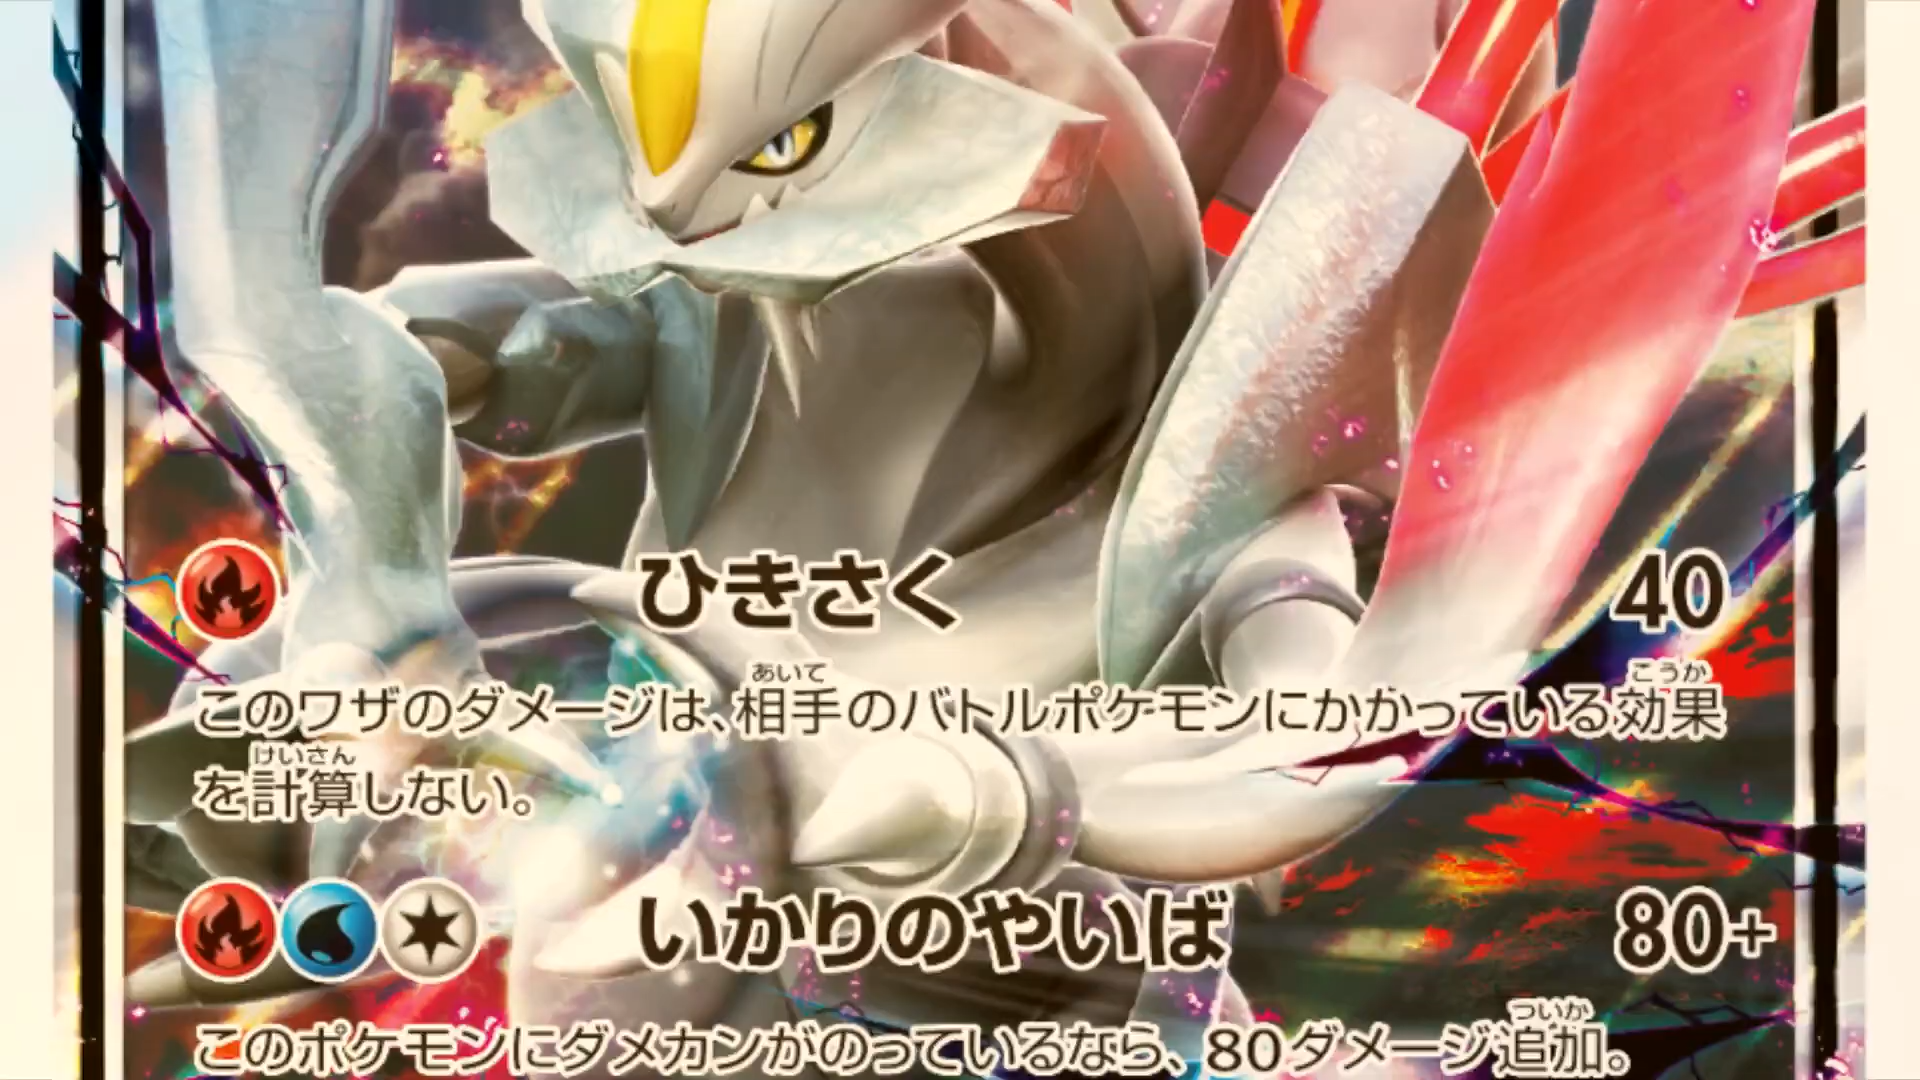 ひきさく 40
このワザのダメージは、相手のバトルポケモンにかかっている効果
を計算しない。
いかりのやいば 80+
このポケモンにダメカンがのっているなら、80ダメージ追加。